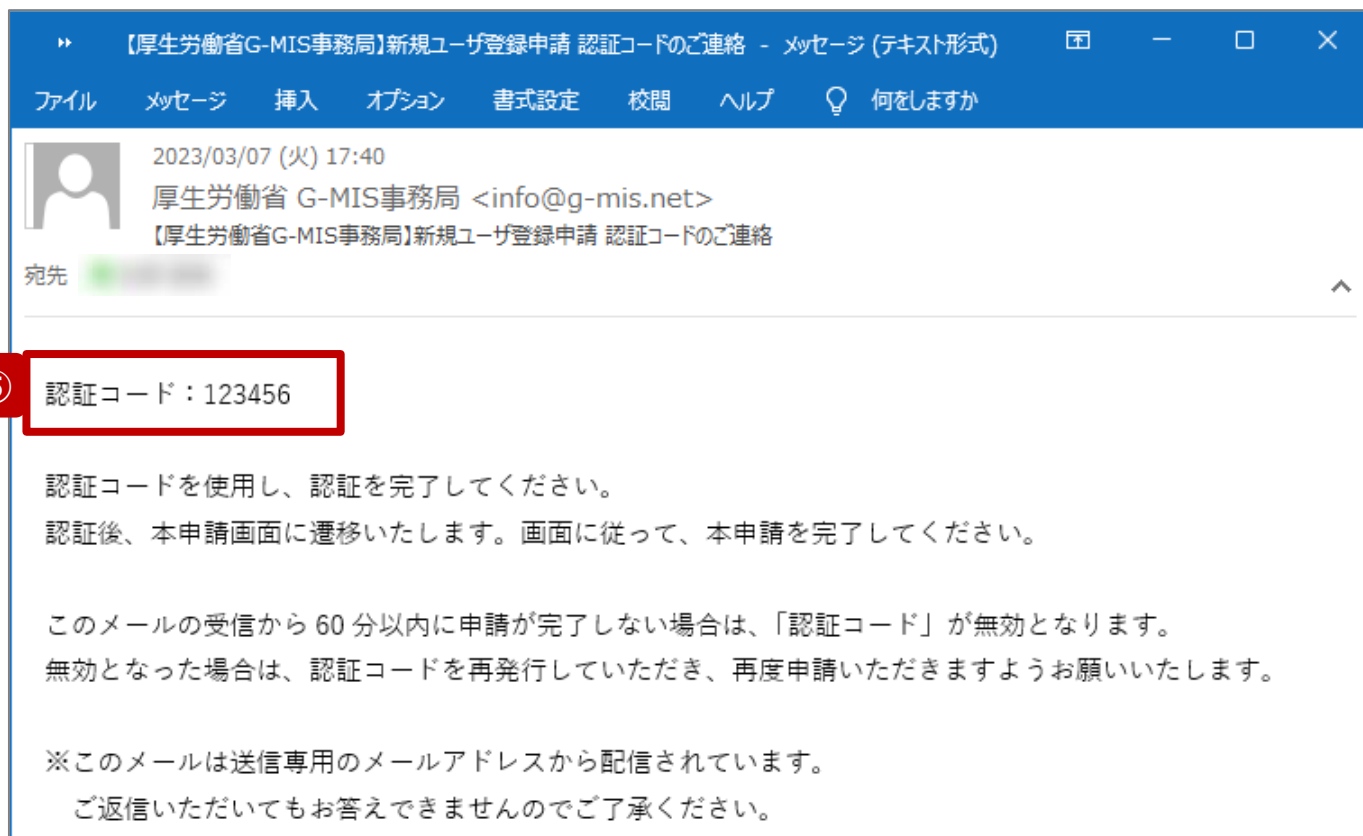 【厚生労働省G-MIS事務局】新規ユーザ登録申請 認証コードのご連絡 - メッセージ (テキスト形式)
ファイル メッセージ 挿入 オプション 書式設定 校閲 ヘルプ 何をしますか
2023/03/07 (火) 17:40
厚生労働省 G-MIS事務局 <info@g-mis.net>
【厚生労働省G-MIS事務局】新規ユーザ登録申請 認証コードのご連絡
宛先
認証コード：123456
認証コードを使用し、認証を完了してください。
認証後、本申請画面に遷移いたします。画面に従って、本申請を完了してください。
このメールの受信から 60 分以内に申請が完了しない場合は、「認証コード」が無効となります。
無効となった場合は、認証コードを再発行していただき、再度申請いただきますようお願いいたします。
※このメールは送信専用のメールアドレスから配信されています。
ご返信いただいてもお答えできませんのでご了承ください。